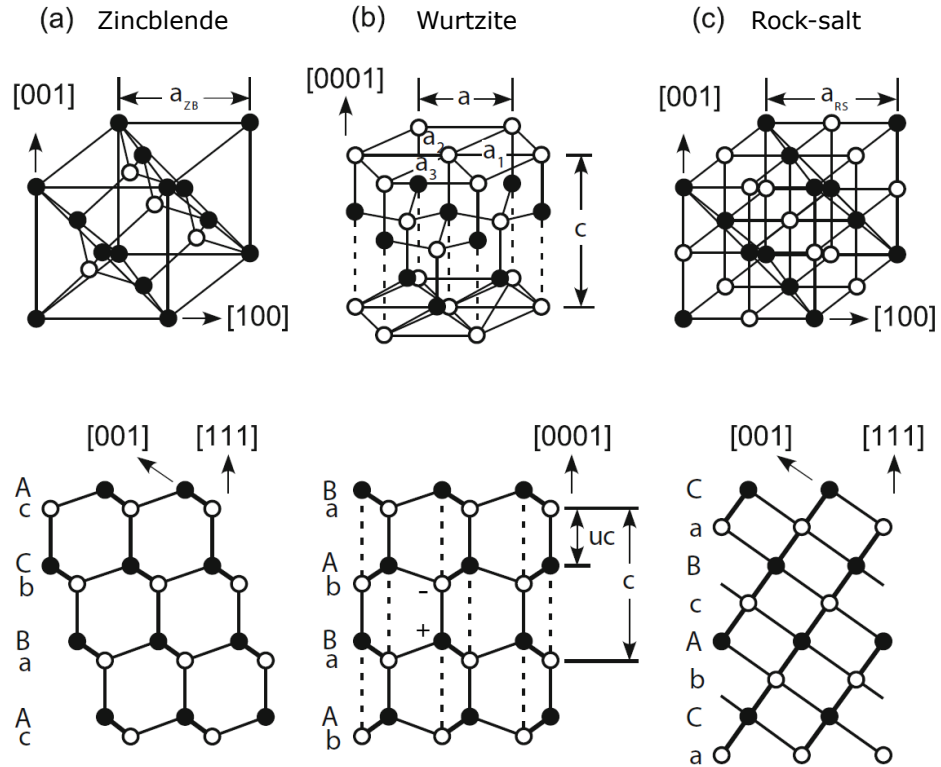 (a) Zincblende
(b) Wurtzite
(c) Rock-salt
[001]
a_ZB
[100]
[0001]
a
a_2
a_1
a_3
c
[001]
a_RS
[100]
[001]
[111]
A
c
C
b
B
a
A
c
[0001]
B
a
A
b
B
a
A
b
-
+
uc
c
[001]
[111]
C
a
B
c
A
b
C
a